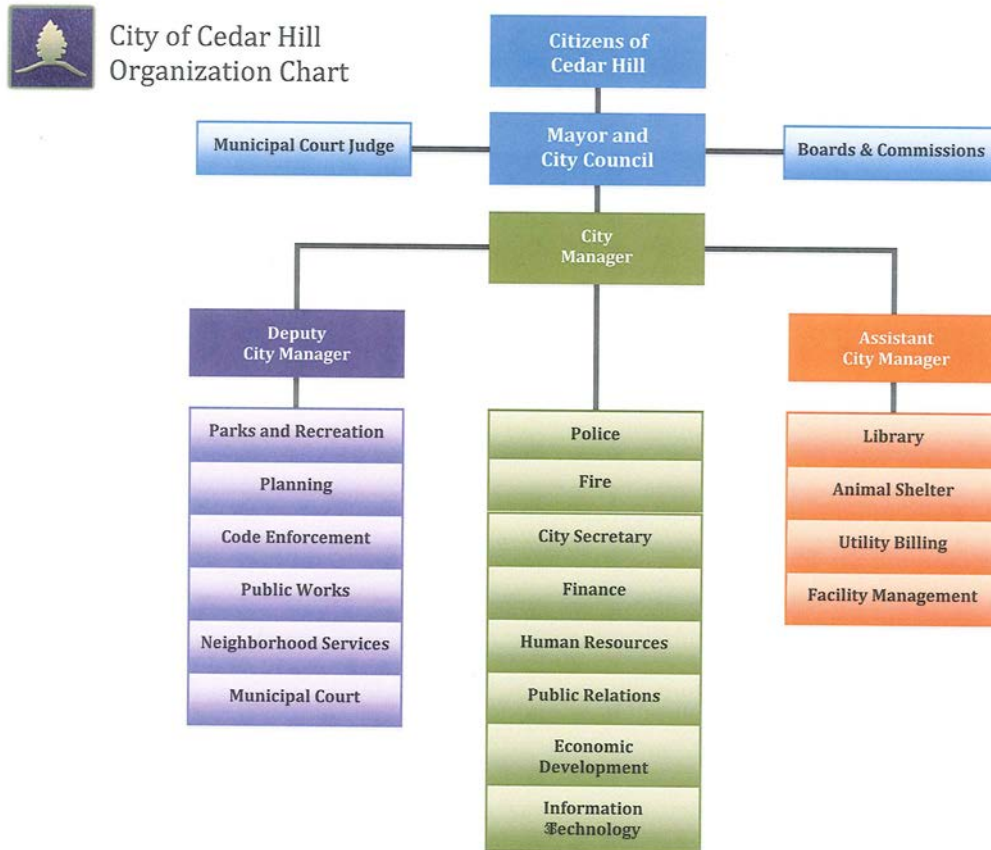 City of Cedar Hill
Organization Chart
Citizens of
Cedar Hill
Municipal Court Judge
Mayor and
City Council
Boards & Commissions
City
Manager
Deputy
City Manager
Assistant
City Manager
Parks and Recreation
Planning
Code Enforcement
Public Works
Neighborhood Services
Municipal Court
Police
Fire
City Secretary
Finance
Human Resources
Public Relations
Economic
Development
Information
Technology
Library
Animal Shelter
Utility Billing
Facility Management